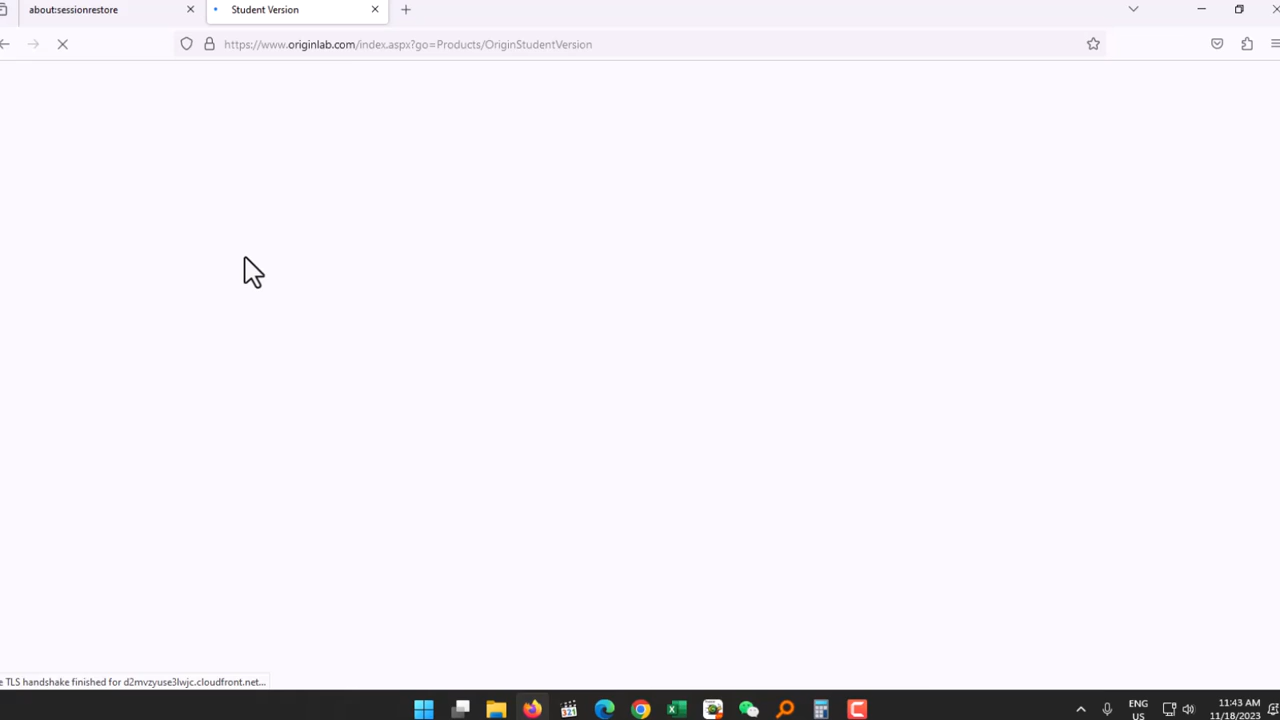 about:sessionrestore
Student Version
https://www.originlab.com/index.aspx?go=Products/OriginStudentVersion
TLS handshake finished for d2mvzyuse3lwjc.cloudfront.net...
321
ENG
US
11:43 AM
11/18/2023